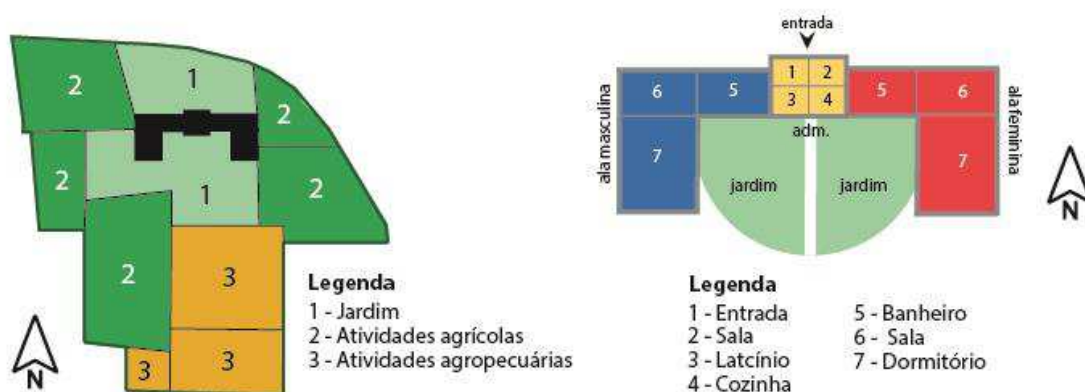 2
1
2
2
2
1
2
3
3
3
N
Legenda
1 - Jardim
2 - Atividades agrícolas
3 - Atividades agropecuárias
entrada
1 2
6 5 3 4 5 6
adm.
ala masculina
ala feminina
7 7
jardim jardim
N
Legenda
1 - Entrada
2 - Sala
3 - Latcínio
4 - Cozinha
5 - Banheiro
6 - Sala
7 - Dormitório